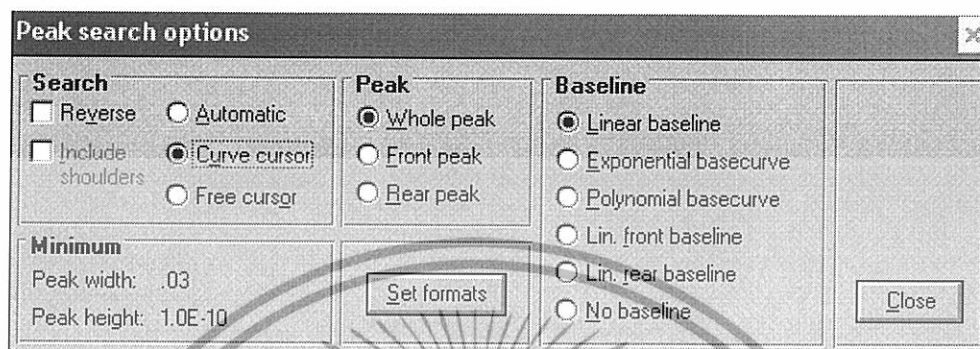 Peak search options
Search
Reverse
Automatic
Include
shoulders
Curve cursor
Free cursor
Peak
Whole peak
Front peak
Rear peak
Baseline
Linear baseline
Exponential basecurve
Polynomial basecurve
Lin. front baseline
Lin. rear baseline
No baseline
Minimum
Peak width: .03
Peak height: 1.0E-10
Set formats
Close